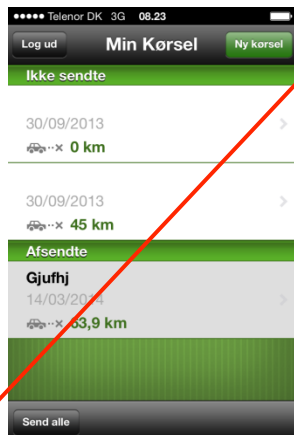 Telenor DK 3G 08.23
Log ud Min Kørsel Ny kørsel
Ikke sendte
30/09/2013
0 km
30/09/2013
45 km
Afsendte
Gjufhj
14/03/2014
63,9 km
Send alle